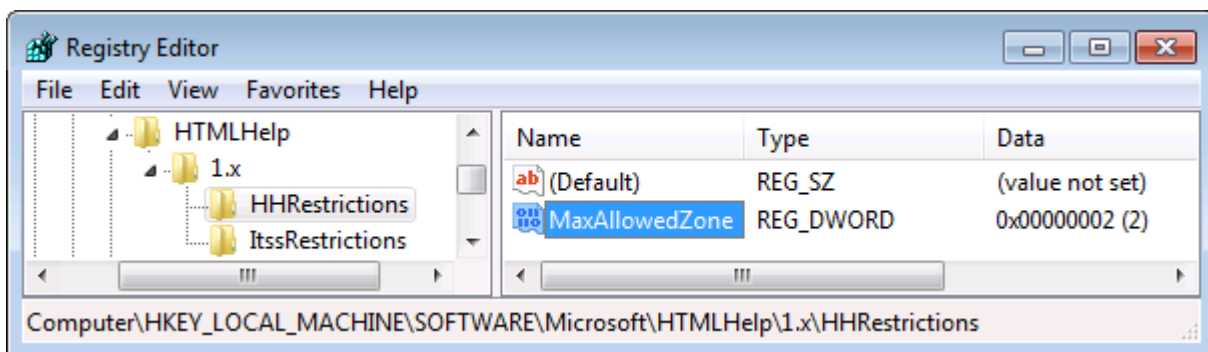 Registry Editor
File Edit View Favorites Help
HTMLHelp
1.x
HHRestrictions
ItssRestrictions
Name Type Data
(Default) REG_SZ (value not set)
MaxAllowedZone REG_DWORD 0x00000002 (2)
Computer\HKEY_LOCAL_MACHINE\SOFTWARE\Microsoft\HTMLHelp\1.x\HHRestrictions